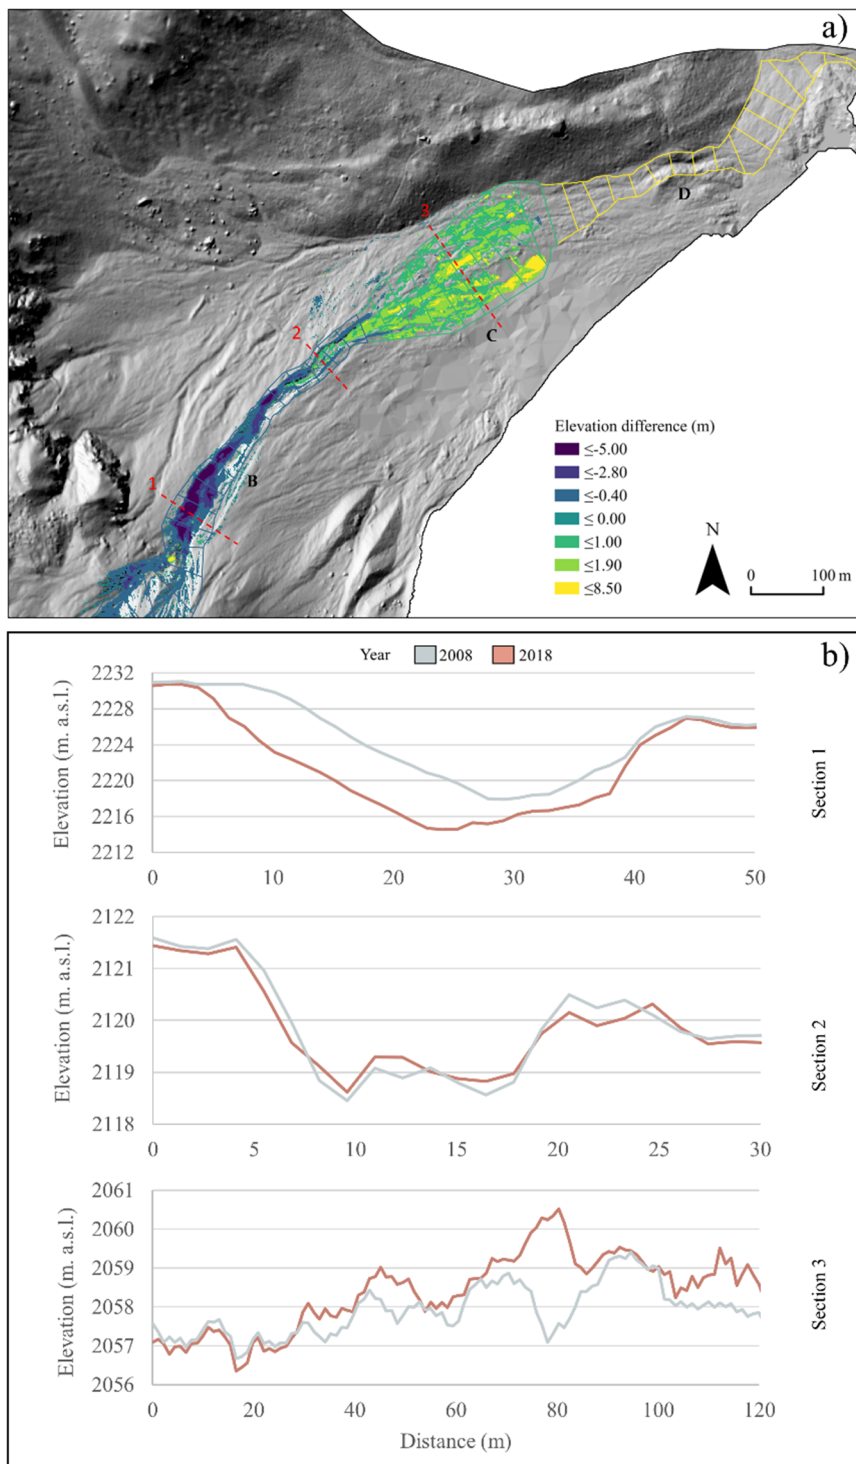 a)
D
3
C
2
B
1
Elevation difference (m)
≤-5.00
≤-2.80
≤-0.40
≤ 0.00
≤1.00
≤1.90
≤8.50
N
0 100 m
b)
Year 2008 2018
Elevation (m. a.s.l.)
2232
2228
2224
2220
2216
2212
0 10 20 30 40 50
Section 1
Elevation (m. a.s.l.)
2122
2121
2120
2119
2118
0 5 10 15 20 25 30
Section 2
Elevation (m. a.s.l.)
2061
2060
2059
2058
2057
2056
0 20 40 60 80 100 120
Section 3
Distance (m)